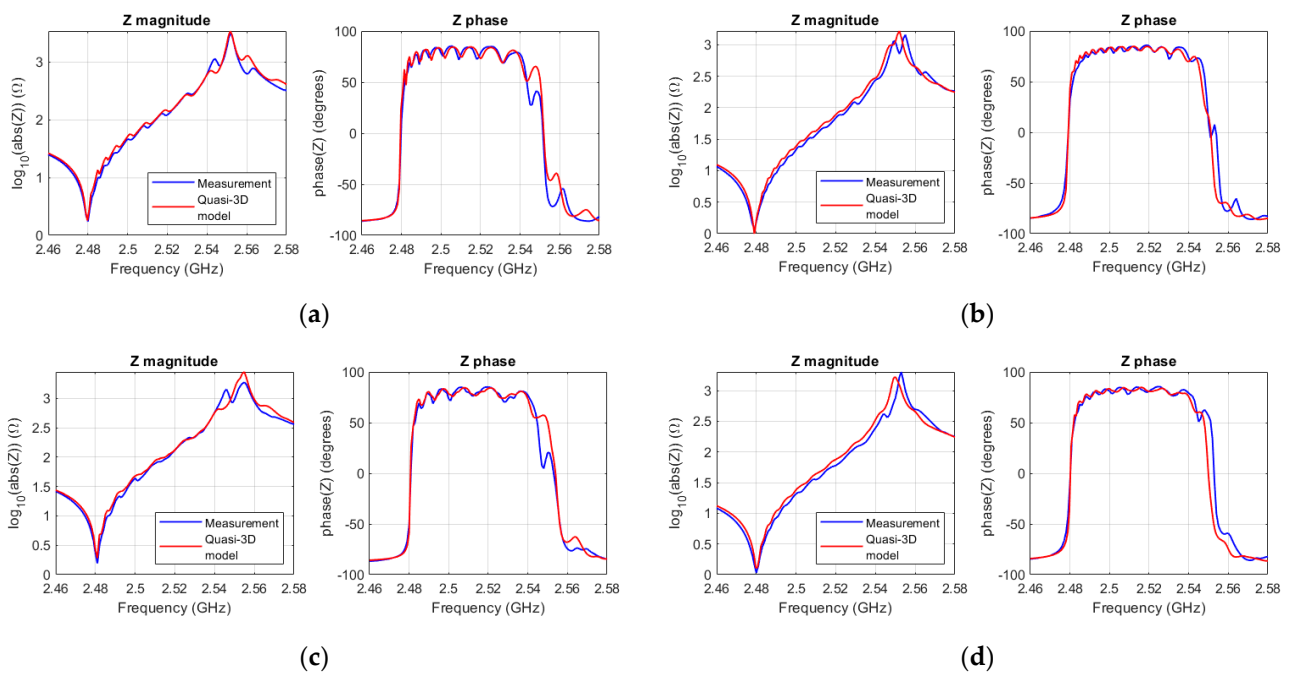 Z magnitude
log10(abs(Z)) (Ω)
3
2
1
0
2.46 2.48 2.5 2.52 2.54 2.56 2.58
Frequency (GHz)
Measurement
Quasi-3D
model
Z phase
phase(Z) (degrees)
100
50
0
-50
-100
2.46 2.48 2.5 2.52 2.54 2.56 2.58
Frequency (GHz)
(a)
Z magnitude
log10(abs(Z)) (Ω)
3
2.5
2
1.5
1
0.5
0
2.46 2.48 2.5 2.52 2.54 2.56 2.58
Frequency (GHz)
Measurement
Quasi-3D
model
Z phase
phase(Z) (degrees)
100
50
0
-50
-100
2.46 2.48 2.5 2.52 2.54 2.56 2.58
Frequency (GHz)
(b)
Z magnitude
log10(abs(Z)) (Ω)
3
2.5
2
1.5
1
0.5
0
2.46 2.48 2.5 2.52 2.54 2.56 2.58
Frequency (GHz)
Measurement
Quasi-3D
model
Z phase
phase(Z) (degrees)
100
50
0
-50
-100
2.46 2.48 2.5 2.52 2.54 2.56 2.58
Frequency (GHz)
(c)
Z magnitude
log10(abs(Z)) (Ω)
3
2.5
2
1.5
1
0.5
0
2.46 2.48 2.5 2.52 2.54 2.56 2.58
Frequency (GHz)
Measurement
Quasi-3D
model
Z phase
phase(Z) (degrees)
100
50
0
-50
-100
2.46 2.48 2.5 2.52 2.54 2.56 2.58
Frequency (GHz)
(d)